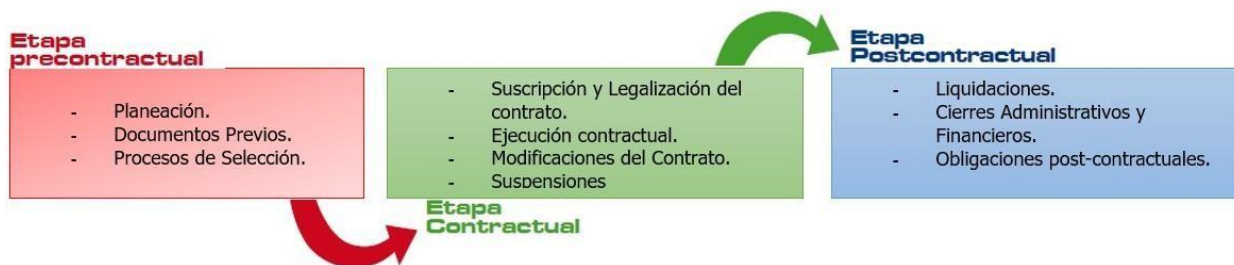 Etapa
precontractual
- Planeación.
- Documentos Previos.
- Procesos de Selección.
- Suscripción y Legalización del
contrato.
- Ejecución contractual.
- Modificaciones del Contrato.
- Suspensiones
Etapa
Contractual
Etapa
Postcontractual
- Liquidaciones.
- Cierres Administrativos y
Financieros.
- Obligaciones post-contractuales.